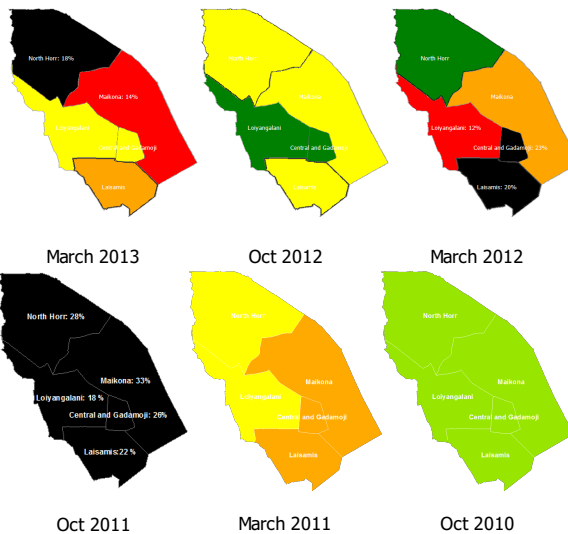 North Horr: 18%
Maikona: 14%
Loiyangalani
Central and Gadamoji
Laisamis
March 2013
North Horr
Maikona
Loiyangalani
Central and Gadamoji
Laisamis
Oct 2012
North Horr
Maikona
Loiyangalani: 12%
Central and Gadamoji: 23%
Laisamis: 20%
March 2012
North Horr: 28%
Maikona: 33%
Loiyangalani: 18 %
Central and Gadamoji: 26%
Laisamis:22 %
Oct 2011
North Horr
Maikona
Loiyangalani
Central and Gadamoji
Laisamis
March 2011
North Horr
Maikona
Loiyangalani
Central and Gadamoji
Laisamis
Oct 2010